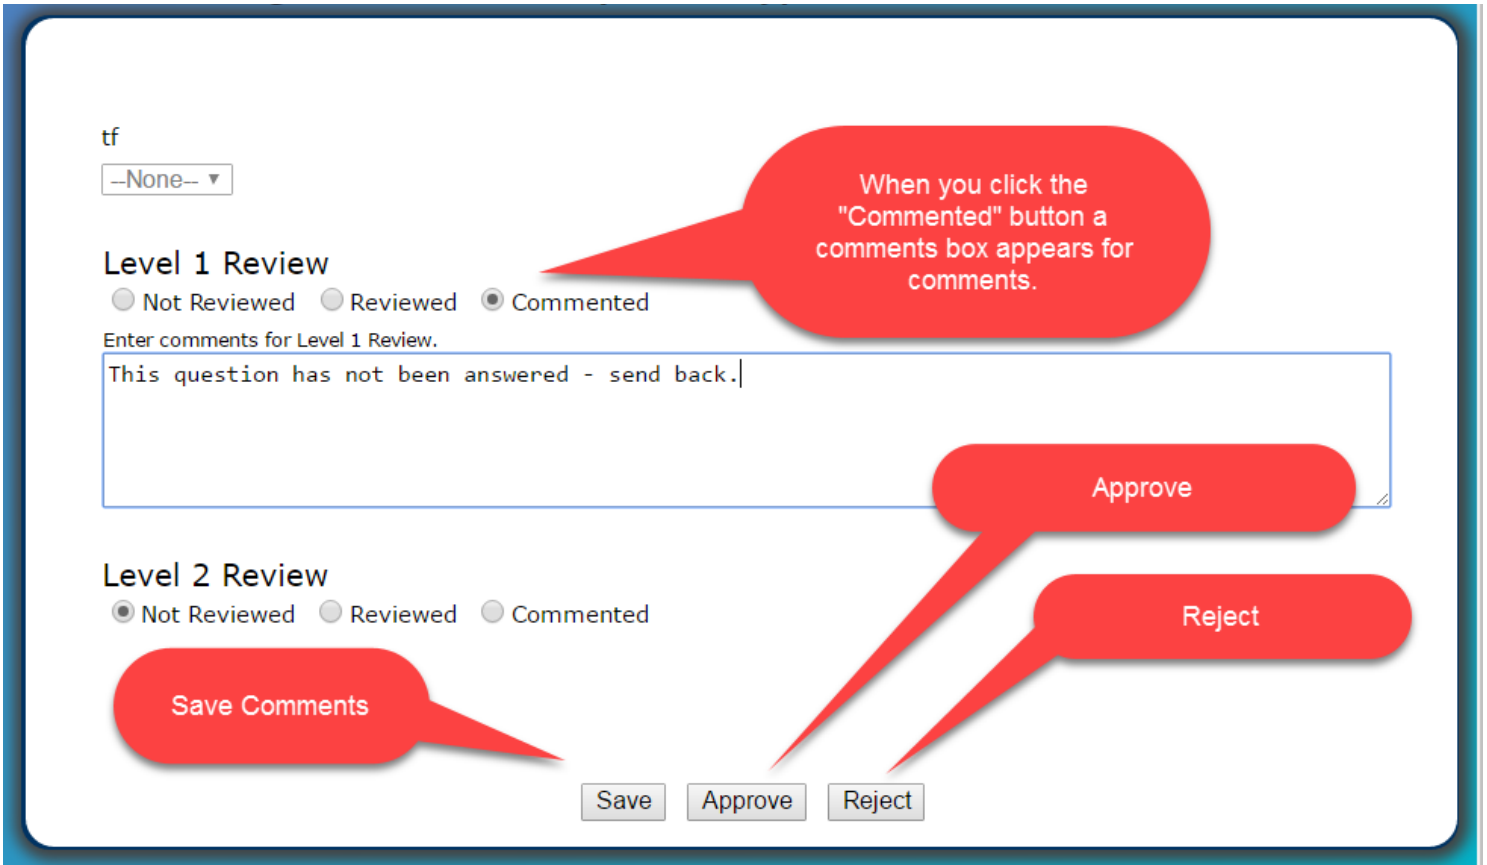 tf
--None-- ▼
When you click the
"Commented" button a
comments box appears for
comments.
Level 1 Review
Not Reviewed Reviewed Commented
Enter comments for Level 1 Review.
This question has not been answered - send back.
Approve
Level 2 Review
Not Reviewed Reviewed Commented
Reject
Save Comments
Save Approve Reject